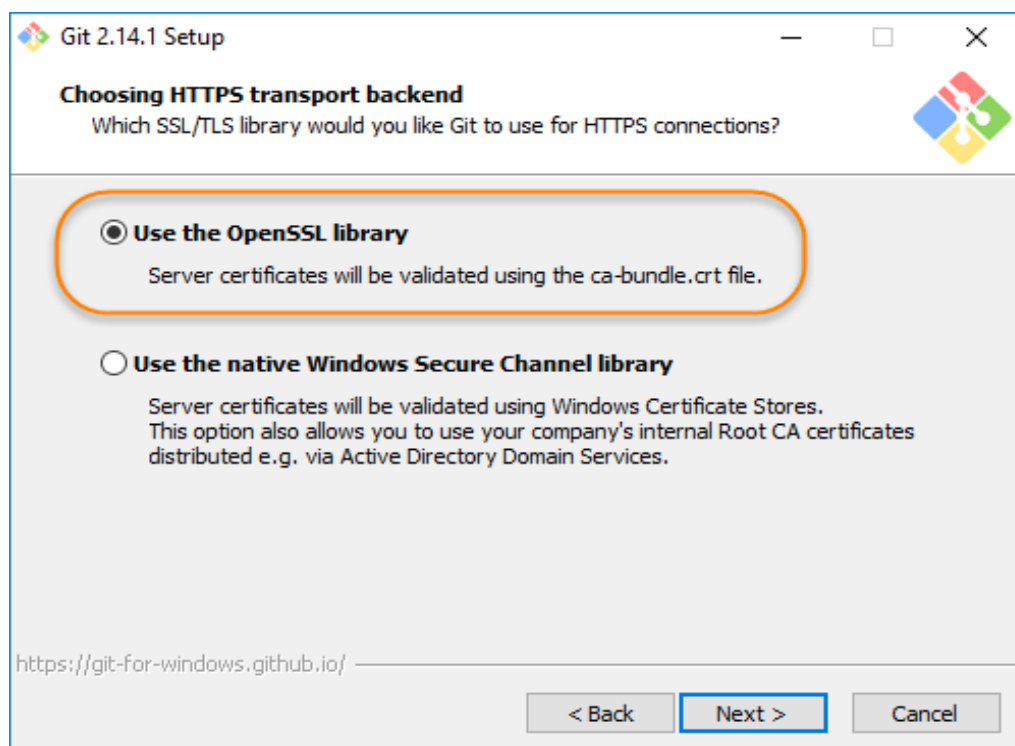 Git 2.14.1 Setup
Choosing HTTPS transport backend
Which SSL/TLS library would you like Git to use for HTTPS connections?
Use the OpenSSL library
Server certificates will be validated using the ca-bundle.crt file.
Use the native Windows Secure Channel library
Server certificates will be validated using Windows Certificate Stores.
This option also allows you to use your company's internal Root CA certificates
distributed e.g. via Active Directory Domain Services.
https://git-for-windows.github.io/
< Back Next > Cancel